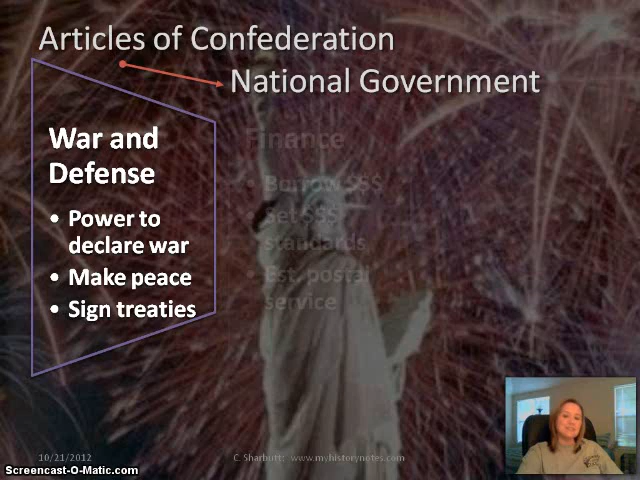 Articles of Confederation
National Government
War and
Defense
• Power to
declare war
• Make peace
• Sign treaties
Finance
• Borrow $$$
• Set $$$
standards
• Est. postal
service
10/21/2012
C. Sharbutt: www.myhistorynotes.com
Screencast-O-Matic.com